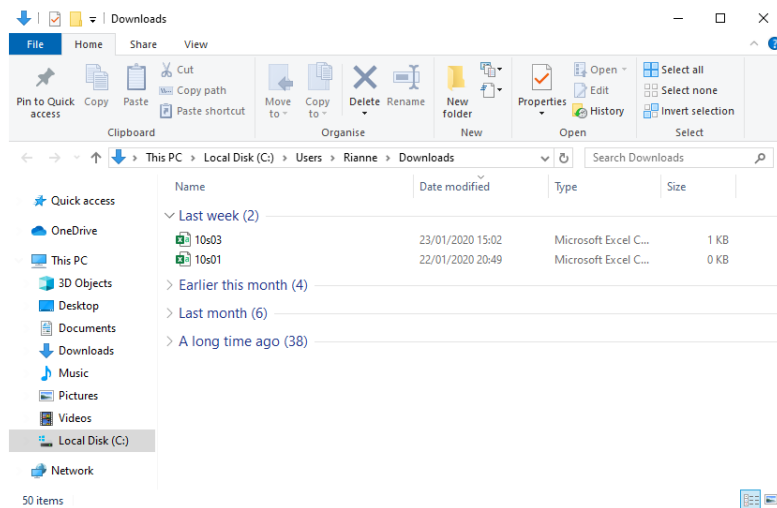 Downloads
File Home Share View
Pin to Quick access
Copy
Paste
Cut
Copy path
Paste shortcut
Clipboard
Move to
Copy to
Delete
Rename
Organise
New folder
New
Properties
Open
Edit
History
Open
Select all
Select none
Invert selection
Select
This PC > Local Disk (C:) > Users > Rianne > Downloads
Search Downloads
Quick access
OneDrive
This PC
3D Objects
Desktop
Documents
Downloads
Music
Pictures
Videos
Local Disk (C:)
Network
Name Date modified Type Size
Last week (2)
10s03 23/01/2020 15:02 Microsoft Excel C... 1 KB
10s01 22/01/2020 20:49 Microsoft Excel C... 0 KB
Earlier this month (4)
Last month (6)
A long time ago (38)
50 items